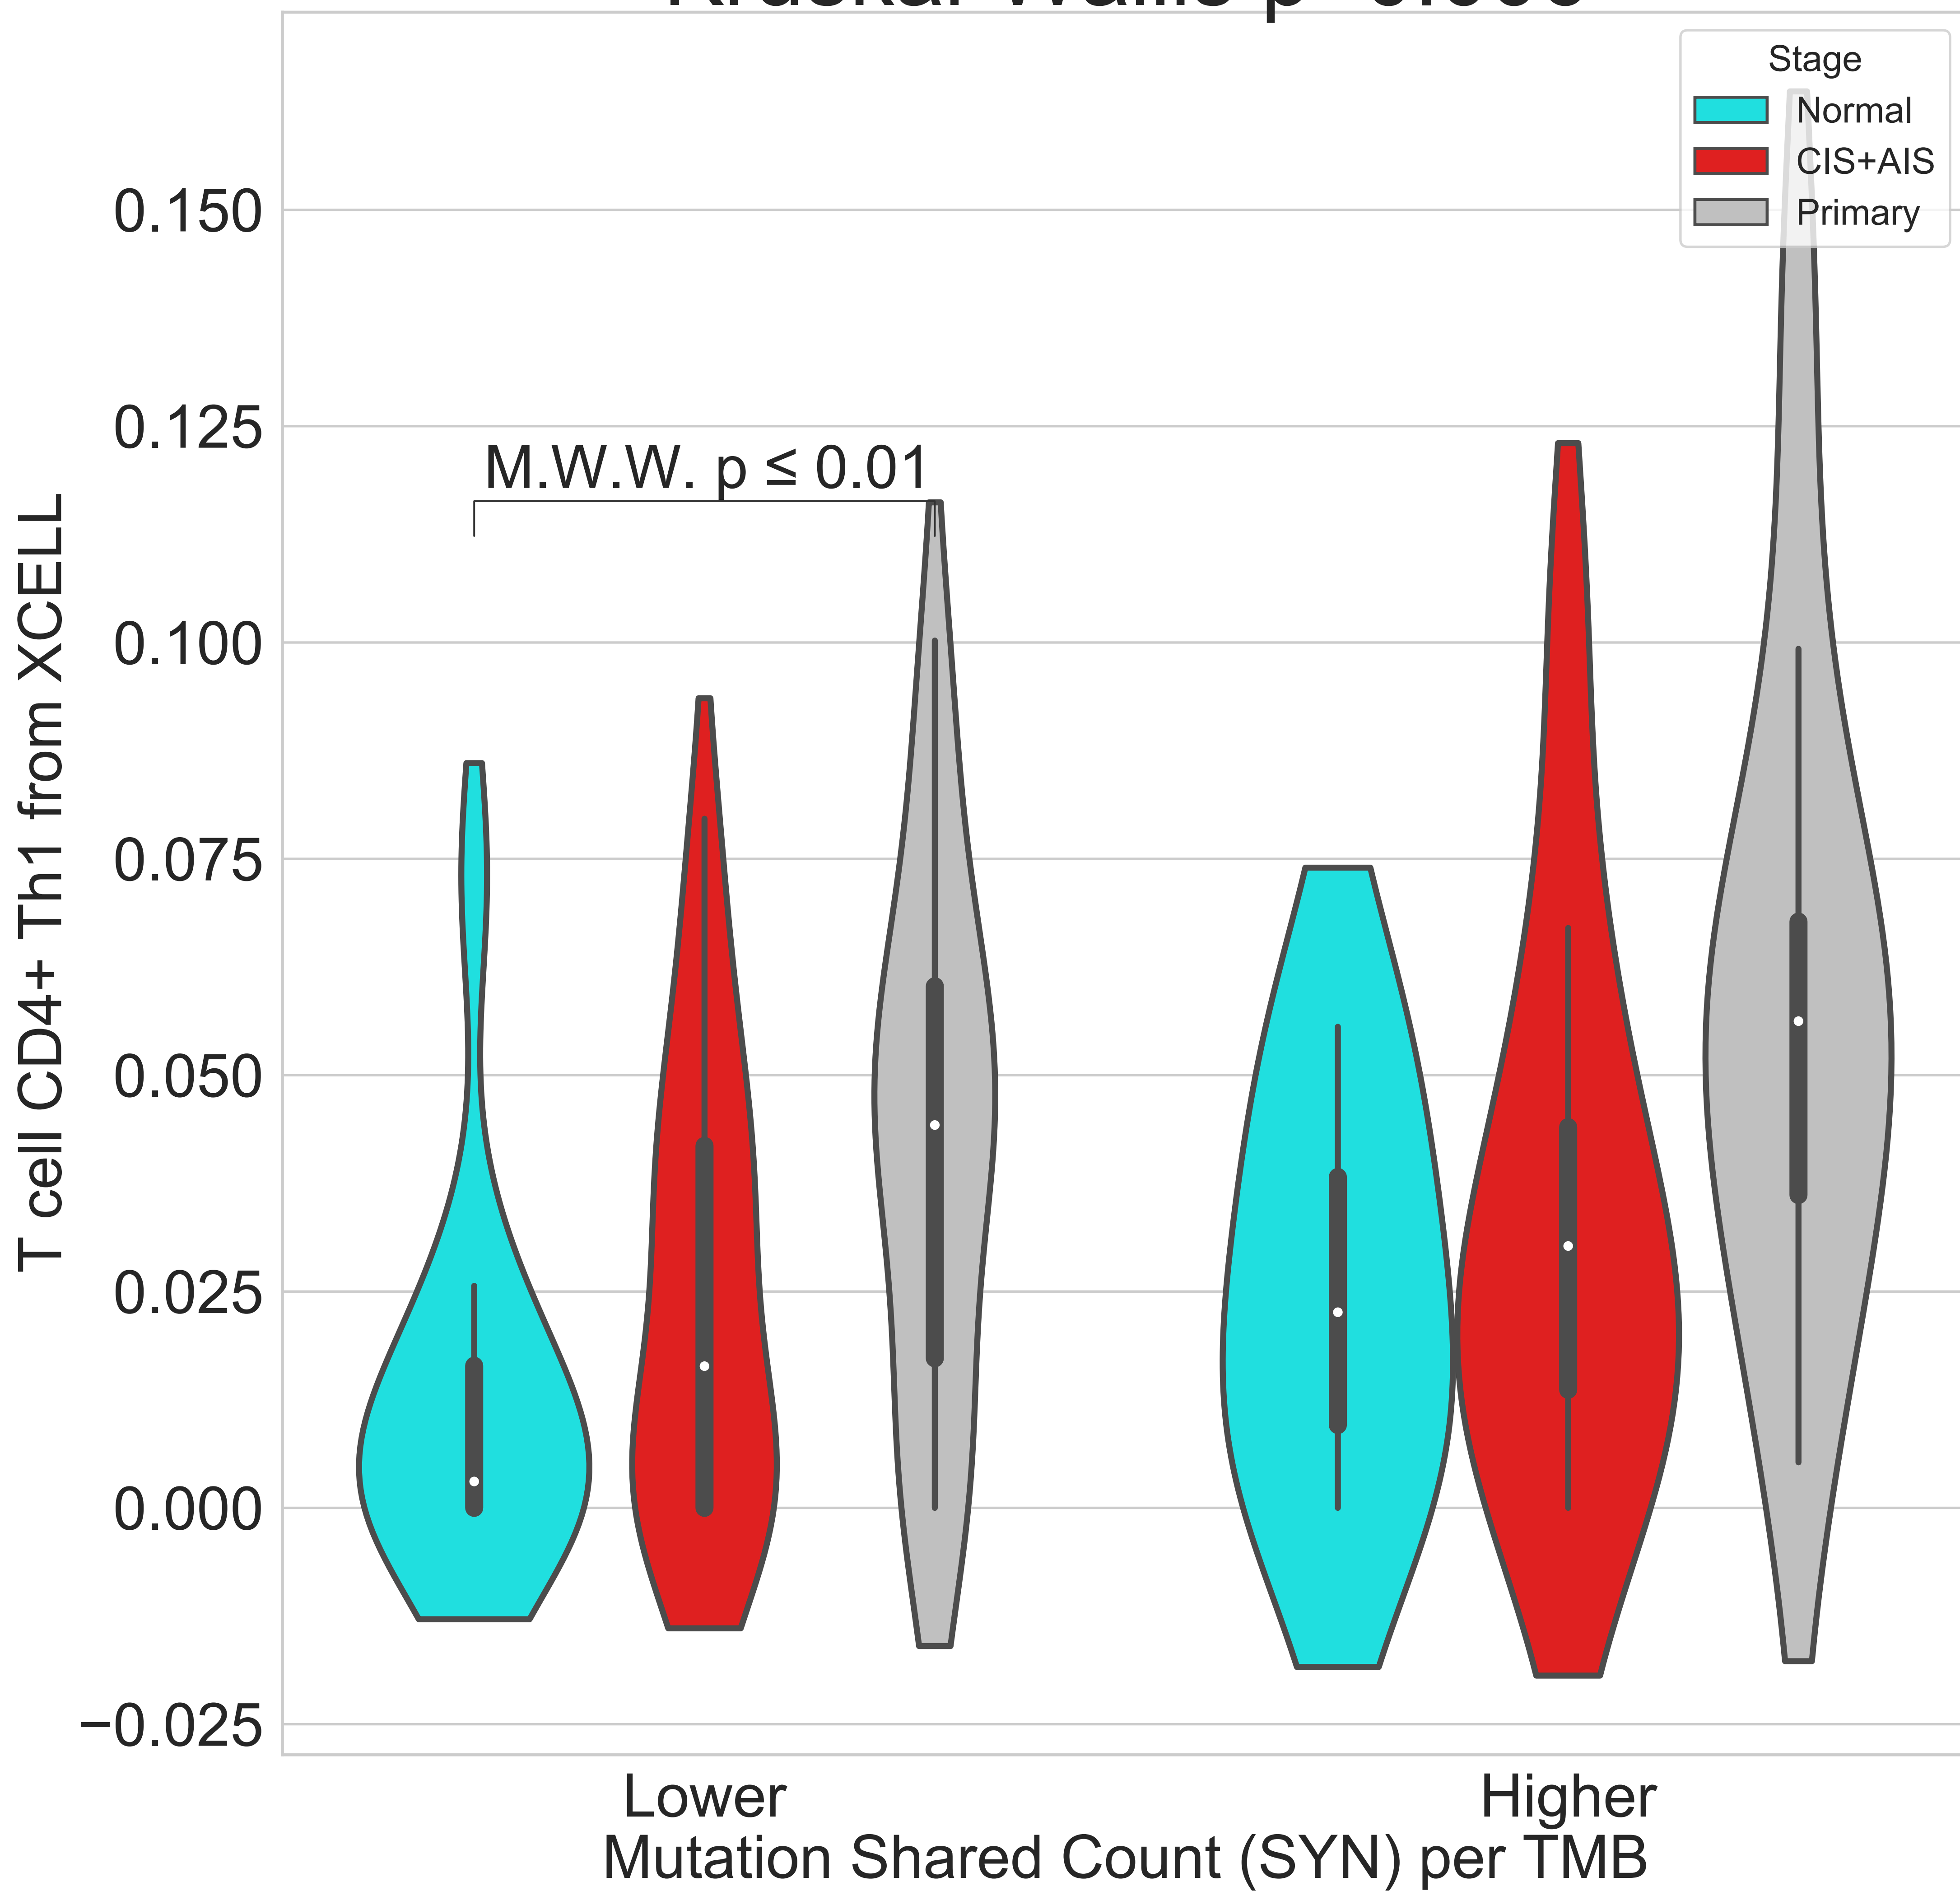 Stage
Normal
CIS+AIS
Primary
0.150
0.125
M.W.W. p ≤ 0.01
0.100
0.075
0.050
0.025
0.000
−0.025
T cell CD4+ Th1 from XCELL
Lower
Higher
Mutation Shared Count (SYN) per TMB